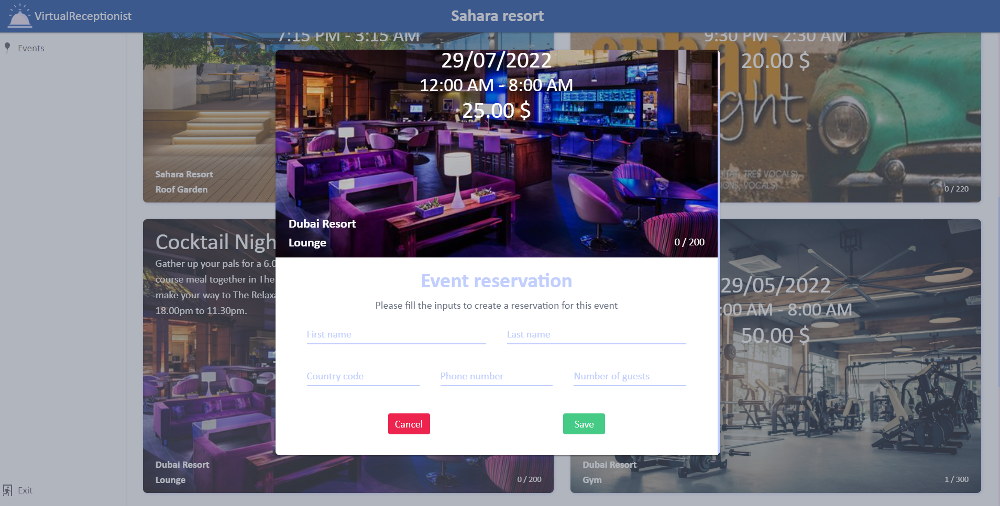 VirtualReceptionist
Sahara resort
Events
Exit
7:15 PM - 3:15 AM
Sahara Resort
Roof Garden
9:30 PM - 2:30 AM
20.00 $
TRES VOCALS)
VOCALS)
0 / 220
Cocktail Nigh
Gather up your pals for a 6.0
course meal together in The
make your way to The Relaxa
18.00pm to 11.30pm.
Dubai Resort
Lounge
0 / 200
29/05/2022
:00 AM - 8:00 AM
50.00 $
Dubai Resort
Gym
1 / 300
29/07/2022
12:00 AM - 8:00 AM
25.00 $
Dubai Resort
Lounge
0 / 200
Event reservation
Please fill the inputs to create a reservation for this event
First name
Last name
Country code
Phone number
Number of guests
Cancel
Save